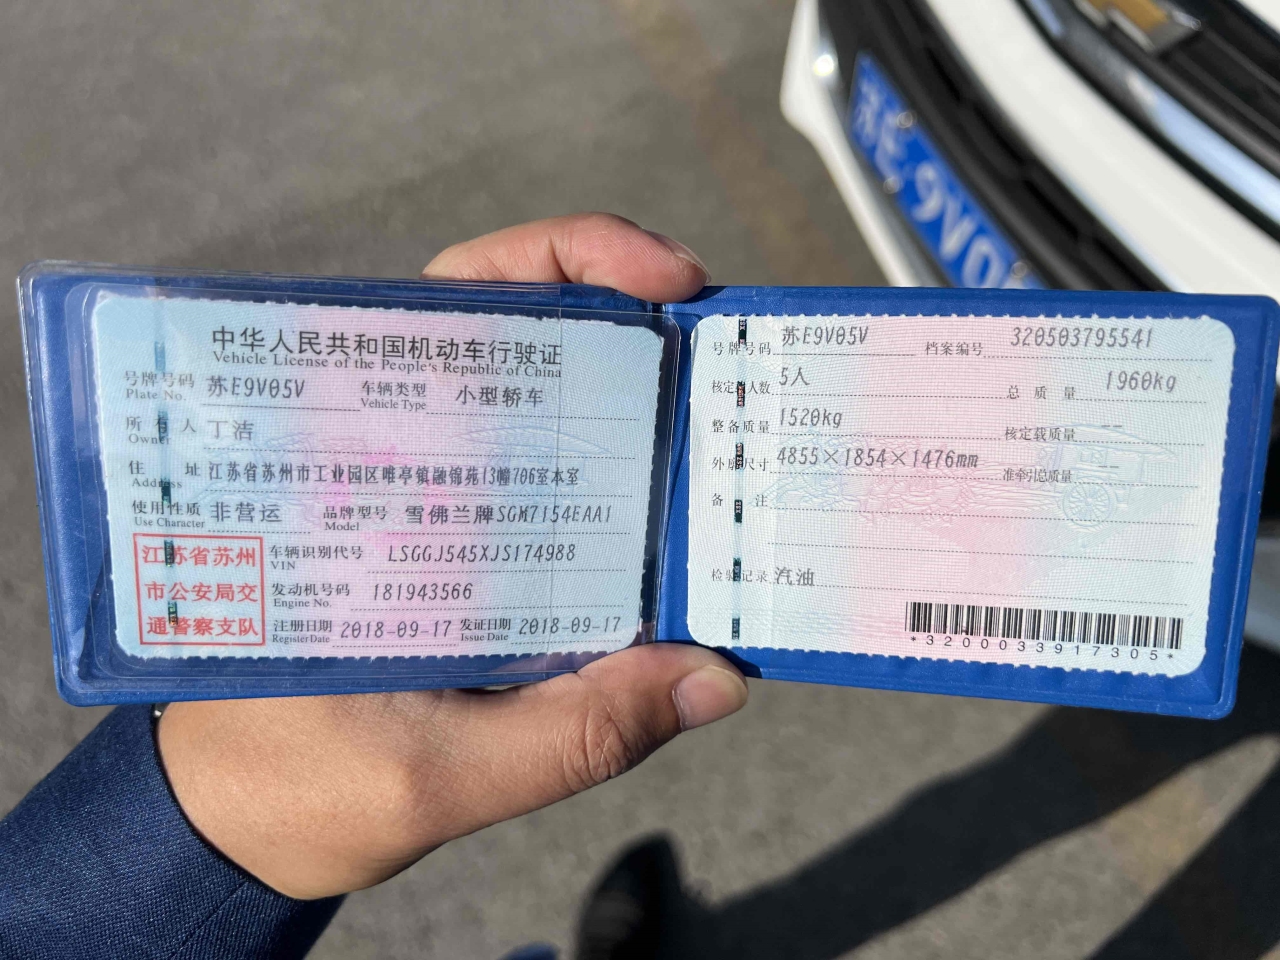 中华人民共和国机动车行驶证
Vehicle License of the People's Republic of China
号牌号码 苏E9V05V 车辆类型 小型轿车
Plate No. Vehicle Type
所有人 丁洁
Owner
住址 江苏省苏州市工业园区唯亭镇融锦苑13幢706室本室
Address
使用性质 非营运 品牌型号 雪佛兰牌SGM7154EAA1
Use Character Model
江苏省苏州
市公安局交
通警察支队
车辆识别代号 LSGGJ545XJS174988
VIN
发动机号码 181943566
Engine No.
注册日期 2018-09-17 发证日期 2018-09-17
Register Date Issue Date
号牌号码 苏E9V05V 档案编号 320503795541
核定载人数 5人 总质量 1960kg
整备质量 1520kg 核定载质量 --
外廓尺寸 4855×1854×1476mm 准牵引总质量 --
备注
检验记录 汽油
*3200033917305*
苏E 9V0